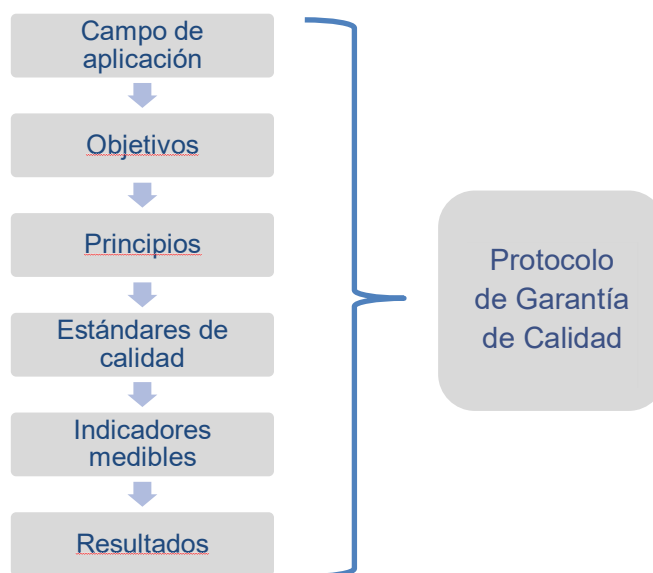 Campo de
aplicación
Objetivos
Principios
Estándares de
calidad
Indicadores
medibles
Resultados
Protocolo
de Garantía
de Calidad